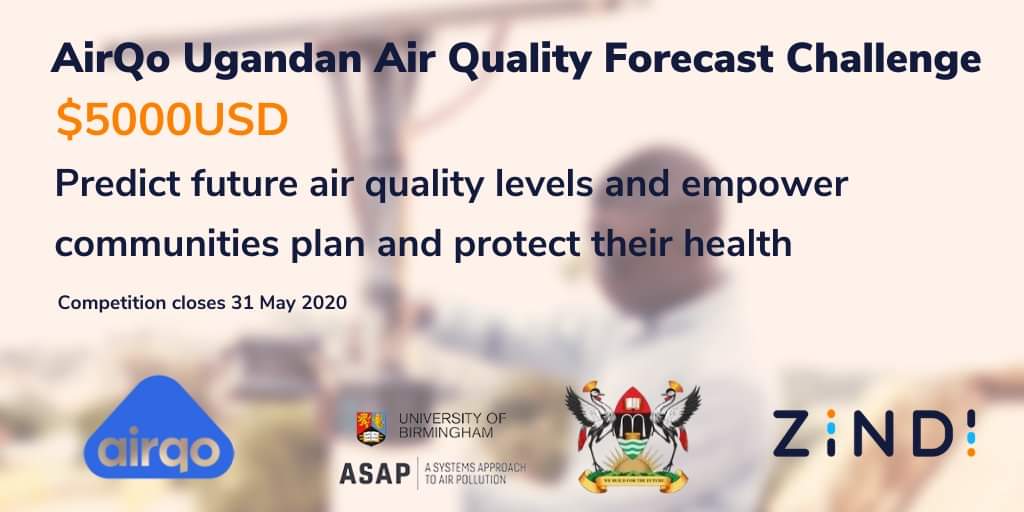 AirQo Ugandan Air Quality Forecast Challenge
$5000USD
Predict future air quality levels and empower
communities plan and protect their health
Competition closes 31 May 2020
airqo
UNIVERSITY OF
BIRMINGHAM
ASAP
A SYSTEMS APPROACH
TO AIR POLLUTION
WE BUILD FOR THE FUTURE
ZiNDi